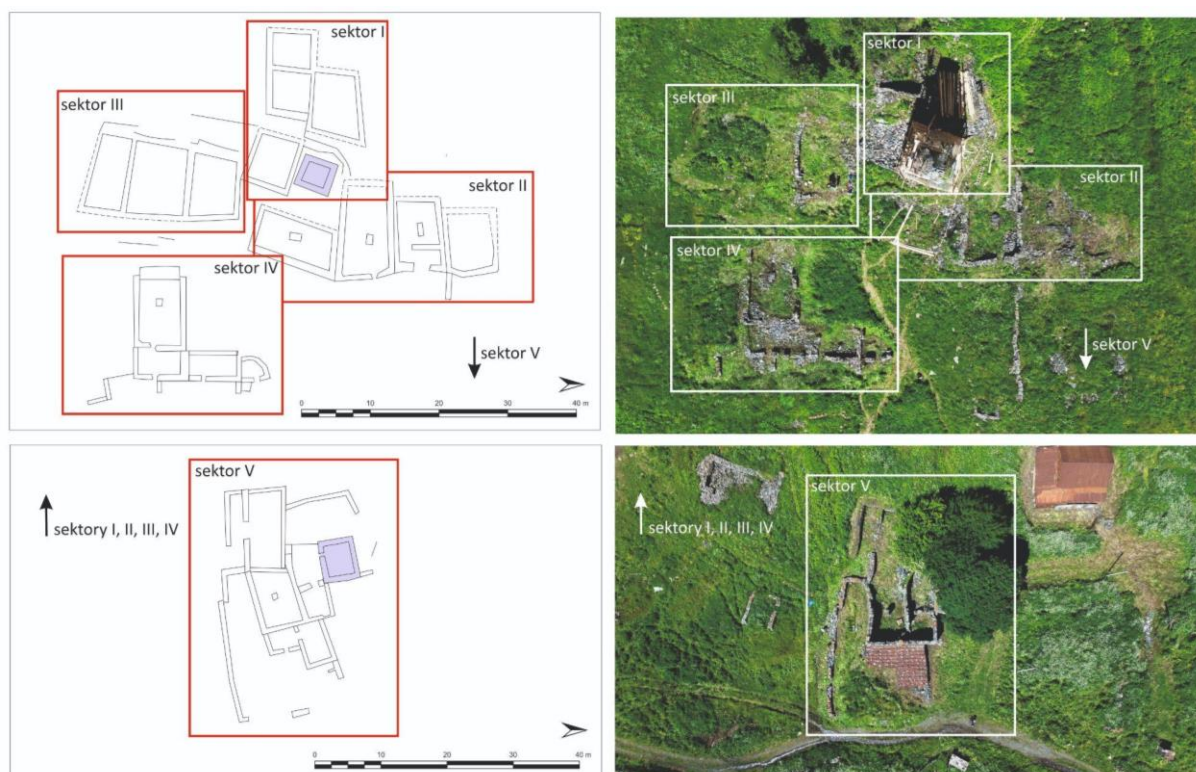 sektor I
sektor III
sektor II
sektor IV
sektor V
0 10 20 30 40 m
sektor I
sektor III
sektor II
sektor IV
sektor V
sektor V
sektory I, II, III, IV
0 10 20 30 40 m
sektor V
sektory I, II, III, IV